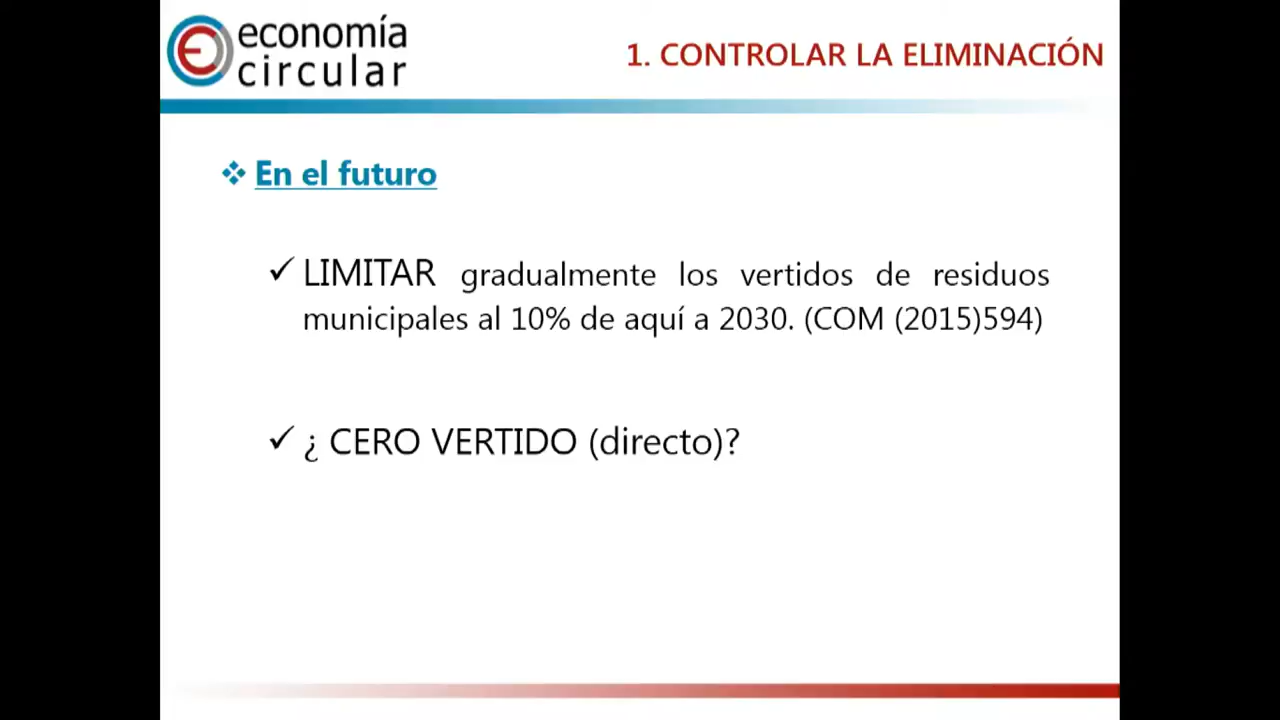 economía
circular
1. CONTROLAR LA ELIMINACIÓN
❖ En el futuro
✓ LIMITAR gradualmente los vertidos de residuos
municipales al 10% de aquí a 2030. (COM (2015)594)
✓ ¿ CERO VERTIDO (directo)?